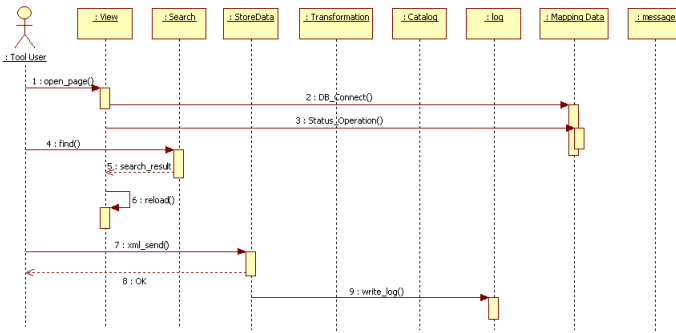 : View
: Search
: StoreData
: Transformation
: Catalog
: log
: Mapping Data
: message
: Tool User
1 : open_page()
2 : DB_Connect()
3 : Status_Operation()
4 : find()
5 : search_result
6 : reload()
7 : xml_send()
8 : OK
9 : write_log()